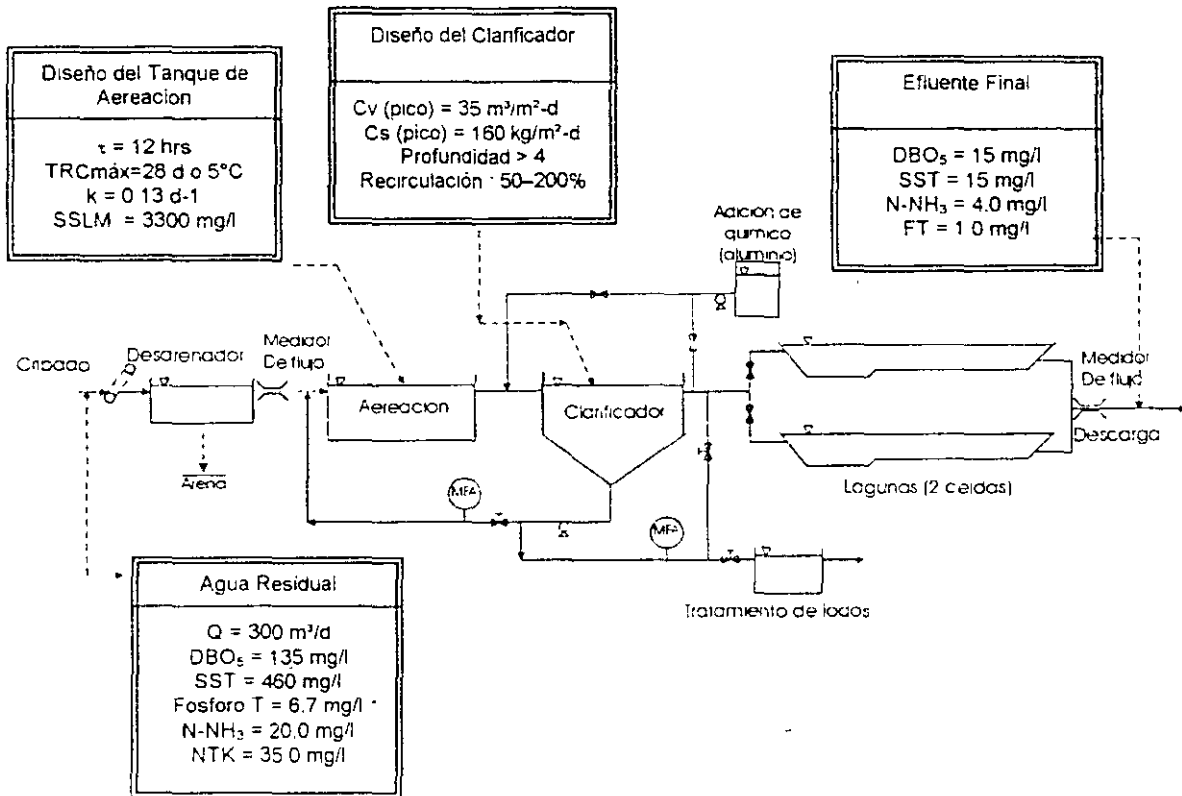 Diseño del Tanque de
Aereacion
τ = 12 hrs
TRCmáx=28 d o 5°C
k = 0 13 d-1
SSLM = 3300 mg/l
Diseño del Clarificador
Cv (pico) = 35 m³/m²-d
Cs (pico) = 160 kg/m²-d
Profundidad > 4
Recirculación · 50–200%
Efluente Final
DBO₅ = 15 mg/l
SST = 15 mg/l
N-NH₃ = 4.0 mg/l
FT = 1 0 mg/l
Adicion de
quimico
(aluminio)
Cribado
Desarenador
Medidor
De flujo
Aereacion
Clarificador
Arena
MFA
MFA
Medidor
De flujo
Descarga
Lagunas (2 celdas)
Tratamiento de lodos
Agua Residual
Q = 300 m³/d
DBO₅ = 135 mg/l
SST = 460 mg/l
Fosforo T = 6.7 mg/l
N-NH₃ = 20.0 mg/l
NTK = 35 0 mg/l